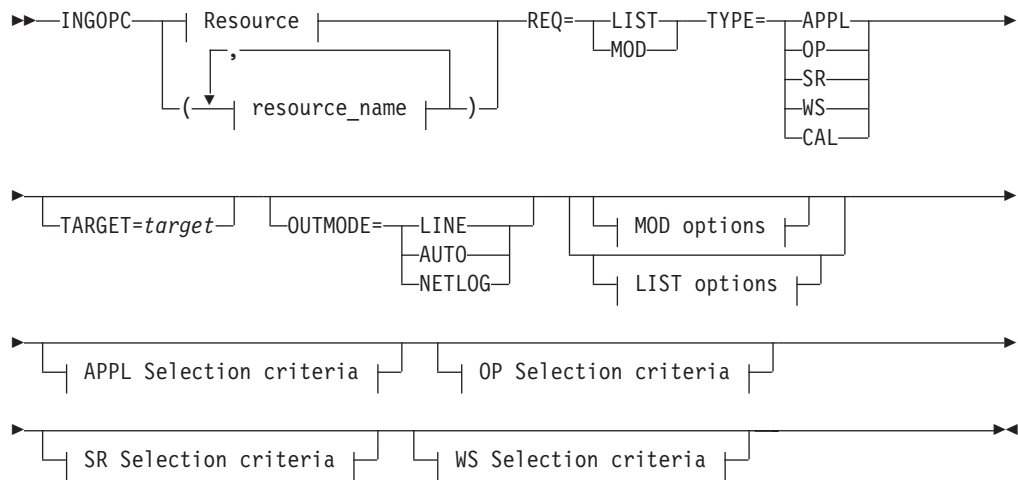 INGOPC Resource REQ= LIST TYPE= APPL
, MOD OP
( resource_name ) SR
WS
CAL
TARGET=target OUTMODE= LINE MOD options
AUTO
NETLOG LIST options
APPL Selection criteria OP Selection criteria
SR Selection criteria WS Selection criteria